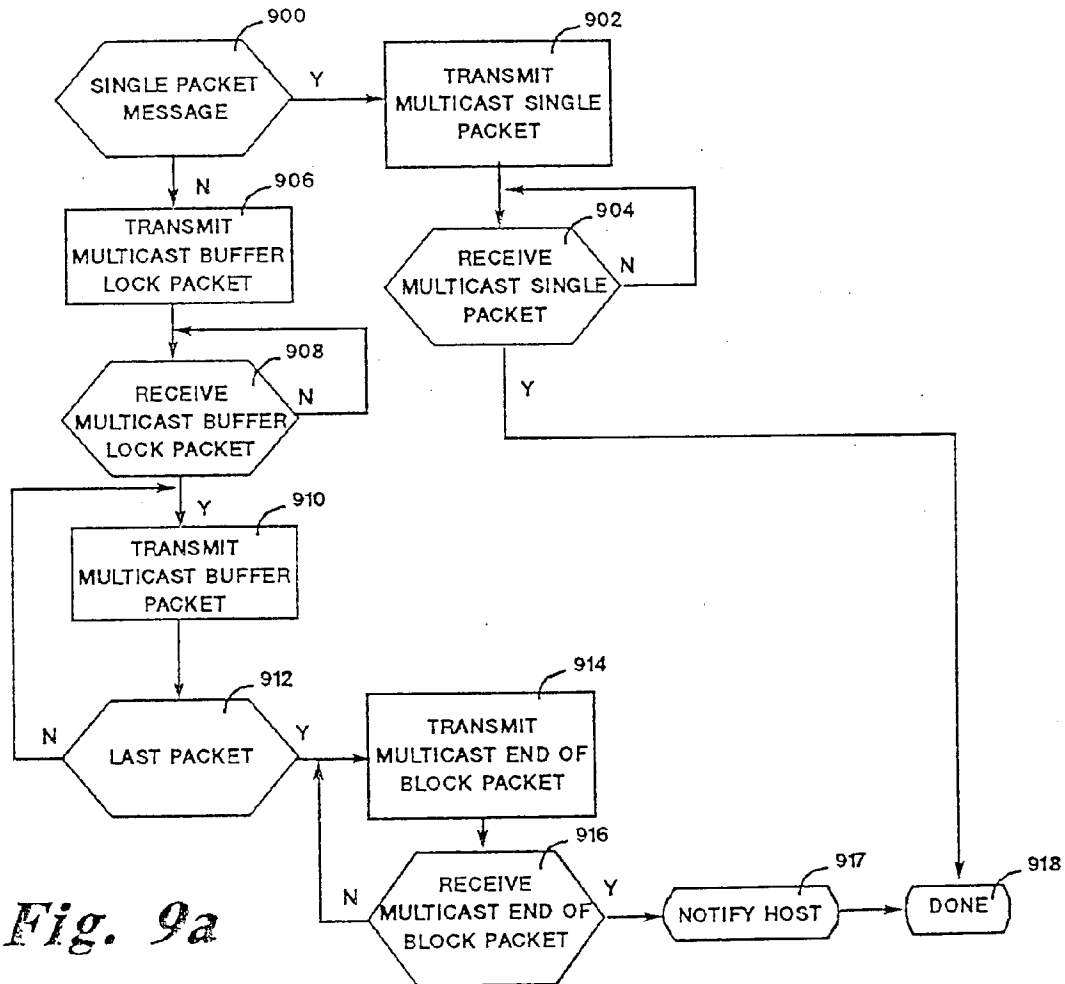 900
SINGLE PACKET
MESSAGE
Y
902
TRANSMIT
MULTICAST SINGLE
PACKET
N
906
TRANSMIT
MULTICAST BUFFER
LOCK PACKET
904
RECEIVE
MULTICAST SINGLE
PACKET
N
Y
908
RECEIVE
MULTICAST BUFFER
LOCK PACKET
N
Y
910
TRANSMIT
MULTICAST BUFFER
PACKET
912
LAST PACKET
N
Y
914
TRANSMIT
MULTICAST END OF
BLOCK PACKET
916
RECEIVE
MULTICAST END OF
BLOCK PACKET
N
Y
917
NOTIFY HOST
918
DONE
Fig. 9a